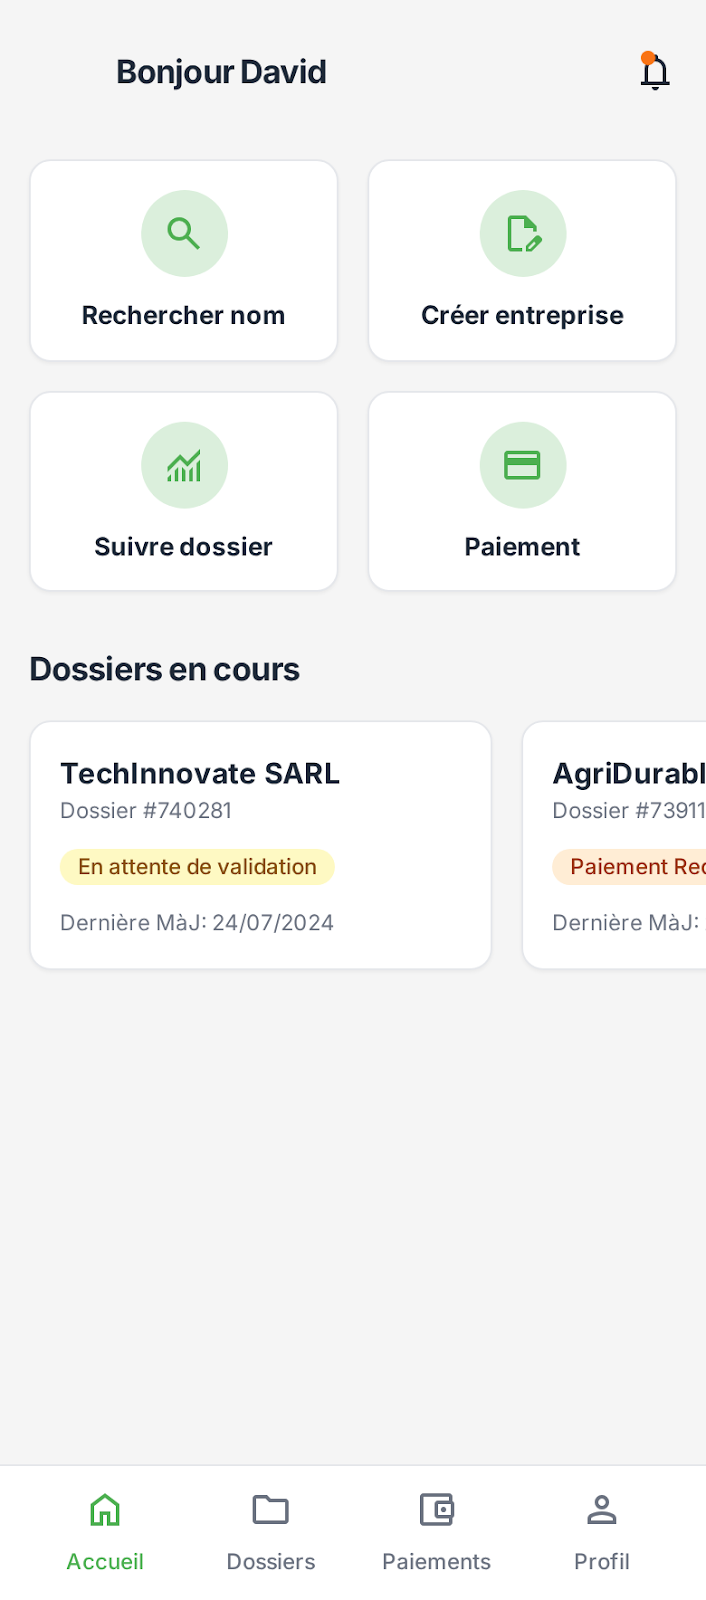 Bonjour David
Rechercher nom
Créer entreprise
Suivre dossier
Paiement
Dossiers en cours
TechInnovate SARL
Dossier #740281
En attente de validation
Dernière MàJ: 24/07/2024
AgriDurabl
Dossier #73911
Paiement Req
Dernière MàJ:
Accueil
Dossiers
Paiements
Profil